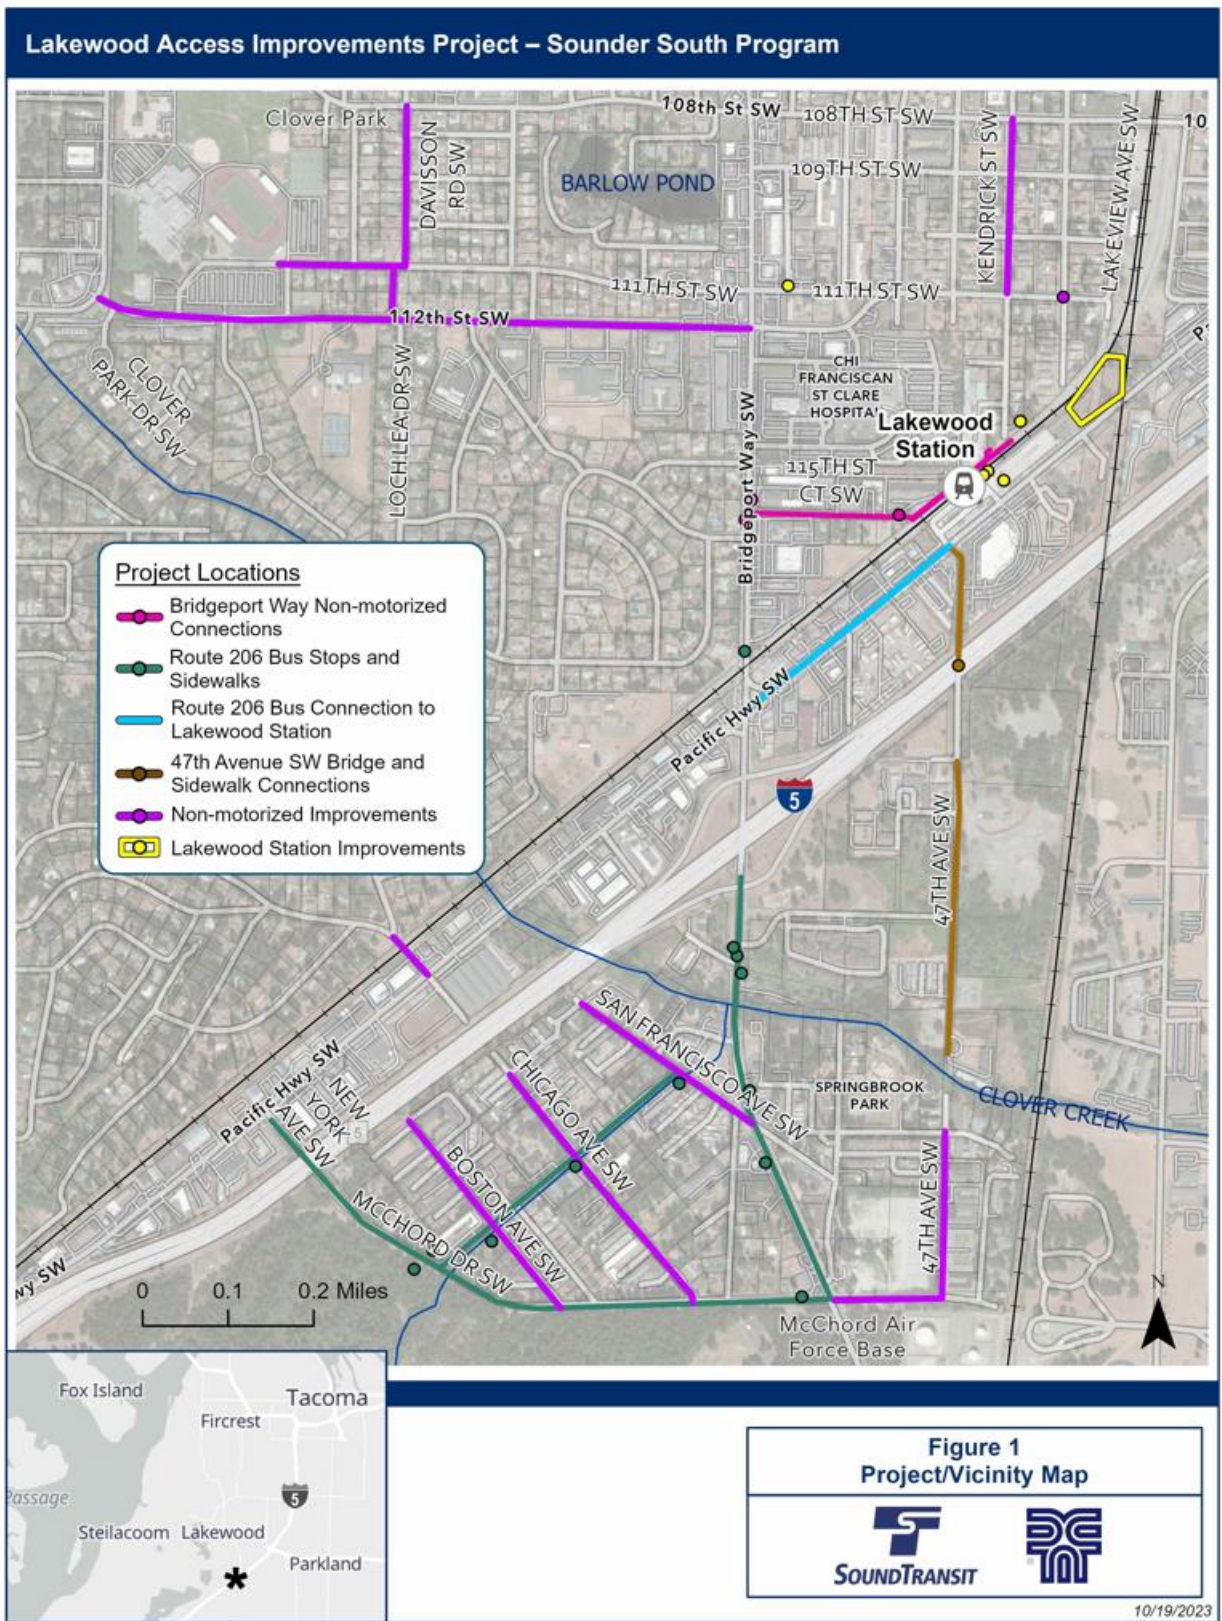 Lakewood Access Improvements Project – Sounder South Program
108th St SW
108TH ST SW
10
Clover Park
DAVISSON
RD SW
109TH ST SW
BARLOW POND
KENDRICK ST SW
LAKEVIEW AVE SW
111TH ST SW
111TH ST SW
112th St SW
CLOVER
PARK DR SW
LOCH LEA DR SW
CHI
FRANCISCAN
ST CLARE
HOSPITAL
Lakewood
Station
Bridgeport Way SW
115TH ST
CT SW
Project Locations
Bridgeport Way Non-motorized
Connections
Route 206 Bus Stops and
Sidewalks
Route 206 Bus Connection to
Lakewood Station
47th Avenue SW Bridge and
Sidewalk Connections
Non-motorized Improvements
Lakewood Station Improvements
Pacific Hwy SW
5
47TH AVE SW
SAN FRANCISCO AVE SW
CHICAGO AVE SW
BOSTON AVE SW
SPRINGBROOK
PARK
CLOVER CREEK
Pacific Hwy SW
NEW
YORK
AVE SW
5
MCCHORD DR SW
47TH AVE SW
wy SW
0 0.1 0.2 Miles
McChord Air
Force Base
N
Fox Island
Tacoma
Fircrest
5
Passage
Steilacoom
Lakewood
Parkland
*
Figure 1
Project/Vicinity Map
SOUNDTRANSIT
10/19/2023